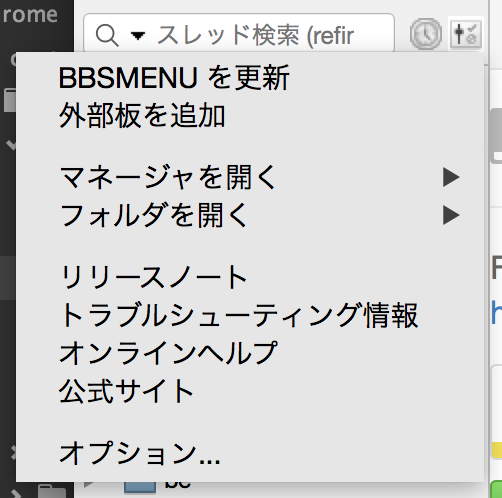 rome
スレッド検索 (refir
BBSMENU を更新
外部板を追加
マネージャを開く
フォルダを開く
リリースノート
トラブルシューティング情報
オンラインヘルプ
公式サイト
オプション...